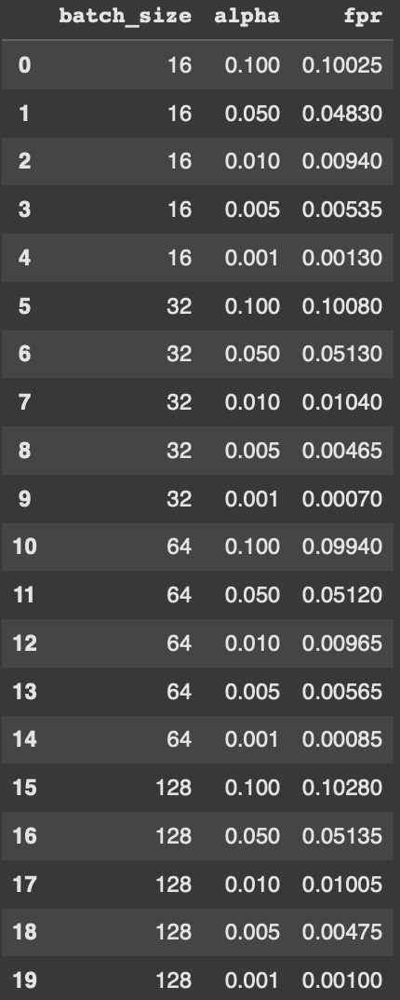 batch_size alpha fpr
0 16 0.100 0.10025
1 16 0.050 0.04830
2 16 0.010 0.00940
3 16 0.005 0.00535
4 16 0.001 0.00130
5 32 0.100 0.10080
6 32 0.050 0.05130
7 32 0.010 0.01040
8 32 0.005 0.00465
9 32 0.001 0.00070
10 64 0.100 0.09940
11 64 0.050 0.05120
12 64 0.010 0.00965
13 64 0.005 0.00565
14 64 0.001 0.00085
15 128 0.100 0.10280
16 128 0.050 0.05135
17 128 0.010 0.01005
18 128 0.005 0.00475
19 128 0.001 0.00100